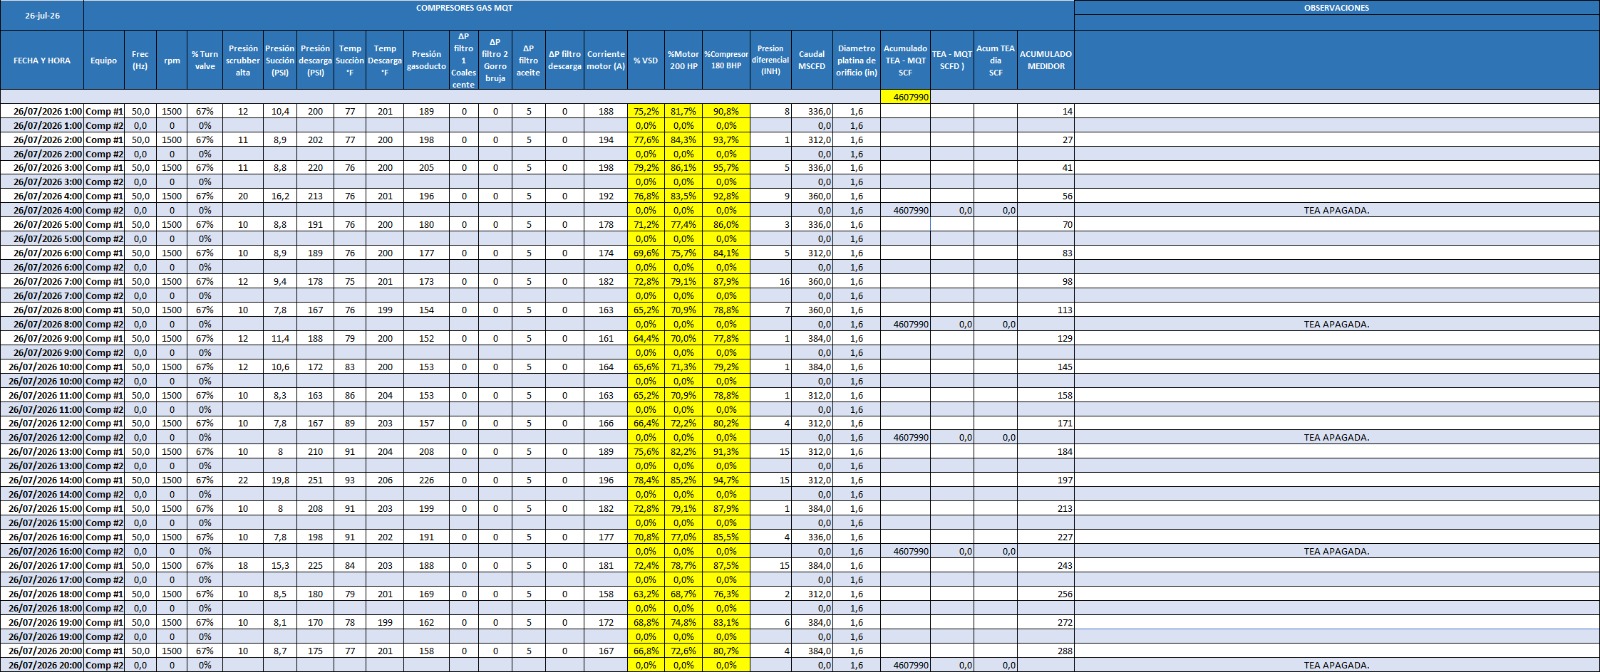 26-jul-26 COMPRESORES GAS MQT OBSERVACIONES
FECHA Y HORA Equipo Frec (Hz) rpm % Turn valve Presión scrubber alta Presión Succión (PSI) Presión descarga (PSI) Temp Succión °F Temp Descarga °F Presión gasoducto ΔP filtro 1 Coales cente ΔP filtro 2 Gorro bruja ΔP filtro aceite ΔP filtro descarga Corriente motor (A) % VSD %Motor 200 HP %Compresor 180 BHP Presion diferencial (INH) Caudal MSCFD Diametro platina de orificio (in) Acumulado TEA - MQT SCF TEA - MQT SCFD ) Acum TEA dia SCF ACUMULADO MEDIDOR
4607990
26/07/2026 1:00 Comp #1 50,0 1500 67% 12 10,4 200 77 201 189 0 0 5 0 188 75,2% 81,7% 90,8% 8 336,0 1,6 14
26/07/2026 1:00 Comp #2 0,0 0 0% 0,0% 0,0% 0,0% 0,0 1,6
26/07/2026 2:00 Comp #1 50,0 1500 67% 11 8,9 202 77 200 198 0 0 5 0 194 77,6% 84,3% 93,7% 1 312,0 1,6 27
26/07/2026 2:00 Comp #2 0,0 0 0% 0,0% 0,0% 0,0% 0,0 1,6
26/07/2026 3:00 Comp #1 50,0 1500 67% 11 8,8 220 76 200 205 0 0 5 0 198 79,2% 86,1% 95,7% 5 336,0 1,6 41
26/07/2026 3:00 Comp #2 0,0 0 0% 0,0% 0,0% 0,0% 0,0 1,6
26/07/2026 4:00 Comp #1 50,0 1500 67% 20 16,2 213 76 201 196 0 0 5 0 192 76,8% 83,5% 92,8% 9 360,0 1,6 56
26/07/2026 4:00 Comp #2 0,0 0 0% 0,0% 0,0% 0,0% 0,0 1,6 4607990 0,0 0,0 TEA APAGADA.
26/07/2026 5:00 Comp #1 50,0 1500 67% 10 8,8 191 76 200 180 0 0 5 0 178 71,2% 77,4% 86,0% 3 336,0 1,6 70
26/07/2026 5:00 Comp #2 0,0 0 0% 0,0% 0,0% 0,0% 0,0 1,6
26/07/2026 6:00 Comp #1 50,0 1500 67% 10 8,9 189 76 200 177 0 0 5 0 174 69,6% 75,7% 84,1% 5 312,0 1,6 83
26/07/2026 6:00 Comp #2 0,0 0 0% 0,0% 0,0% 0,0% 0,0 1,6
26/07/2026 7:00 Comp #1 50,0 1500 67% 12 9,4 178 75 201 173 0 0 5 0 182 72,8% 79,1% 87,9% 16 360,0 1,6 98
26/07/2026 7:00 Comp #2 0,0 0 0% 0,0% 0,0% 0,0% 0,0 1,6
26/07/2026 8:00 Comp #1 50,0 1500 67% 10 7,8 167 76 199 154 0 0 5 0 163 65,2% 70,9% 78,8% 7 360,0 1,6 113
26/07/2026 8:00 Comp #2 0,0 0 0% 0,0% 0,0% 0,0% 0,0 1,6 4607990 0,0 0,0 TEA APAGADA.
26/07/2026 9:00 Comp #1 50,0 1500 67% 12 11,4 188 79 200 152 0 0 5 0 161 64,4% 70,0% 77,8% 1 384,0 1,6 129
26/07/2026 9:00 Comp #2 0,0 0 0% 0,0% 0,0% 0,0% 0,0 1,6
26/07/2026 10:00 Comp #1 50,0 1500 67% 12 10,6 172 83 200 153 0 0 5 0 164 65,6% 71,3% 79,2% 1 384,0 1,6 145
26/07/2026 10:00 Comp #2 0,0 0 0% 0,0% 0,0% 0,0% 0,0 1,6
26/07/2026 11:00 Comp #1 50,0 1500 67% 10 8,3 163 86 204 153 0 0 5 0 163 65,2% 70,9% 78,8% 1 312,0 1,6 158
26/07/2026 11:00 Comp #2 0,0 0 0% 0,0% 0,0% 0,0% 0,0 1,6
26/07/2026 12:00 Comp #1 50,0 1500 67% 10 7,8 167 89 203 157 0 0 5 0 166 66,4% 72,2% 80,2% 4 312,0 1,6 171
26/07/2026 12:00 Comp #2 0,0 0 0% 0,0% 0,0% 0,0% 0,0 1,6 4607990 0,0 0,0 TEA APAGADA.
26/07/2026 13:00 Comp #1 50,0 1500 67% 10 8 210 91 204 208 0 0 5 0 189 75,6% 82,2% 91,3% 15 312,0 1,6 184
26/07/2026 13:00 Comp #2 0,0 0 0% 0,0% 0,0% 0,0% 0,0 1,6
26/07/2026 14:00 Comp #1 50,0 1500 67% 22 19,8 251 93 206 226 0 0 5 0 196 78,4% 85,2% 94,7% 15 312,0 1,6 197
26/07/2026 14:00 Comp #2 0,0 0 0% 0,0% 0,0% 0,0% 0,0 1,6
26/07/2026 15:00 Comp #1 50,0 1500 67% 10 8 208 91 203 199 0 0 5 0 182 72,8% 79,1% 87,9% 1 384,0 1,6 213
26/07/2026 15:00 Comp #2 0,0 0 0% 0,0% 0,0% 0,0% 0,0 1,6
26/07/2026 16:00 Comp #1 50,0 1500 67% 10 7,8 198 91 202 191 0 0 5 0 177 70,8% 77,0% 85,5% 4 336,0 1,6 227
26/07/2026 16:00 Comp #2 0,0 0 0% 0,0% 0,0% 0,0% 0,0 1,6 4607990 0,0 0,0 TEA APAGADA.
26/07/2026 17:00 Comp #1 50,0 1500 67% 18 15,3 225 84 203 188 0 0 5 0 181 72,4% 78,7% 87,5% 15 384,0 1,6 243
26/07/2026 17:00 Comp #2 0,0 0 0% 0,0% 0,0% 0,0% 0,0 1,6
26/07/2026 18:00 Comp #1 50,0 1500 67% 10 8,5 180 79 201 169 0 0 5 0 158 63,2% 68,7% 76,3% 2 312,0 1,6 256
26/07/2026 18:00 Comp #2 0,0 0 0% 0,0% 0,0% 0,0% 0,0 1,6
26/07/2026 19:00 Comp #1 50,0 1500 67% 10 8,1 170 78 199 162 0 0 5 0 172 68,8% 74,8% 83,1% 6 384,0 1,6 272
26/07/2026 19:00 Comp #2 0,0 0 0% 0,0% 0,0% 0,0% 0,0 1,6
26/07/2026 20:00 Comp #1 50,0 1500 67% 10 8,7 175 77 201 158 0 0 5 0 167 66,8% 72,6% 80,7% 4 384,0 1,6 288
26/07/2026 20:00 Comp #2 0,0 0 0% 0,0% 0,0% 0,0% 0,0 1,6 4607990 0,0 0,0 TEA APAGADA.